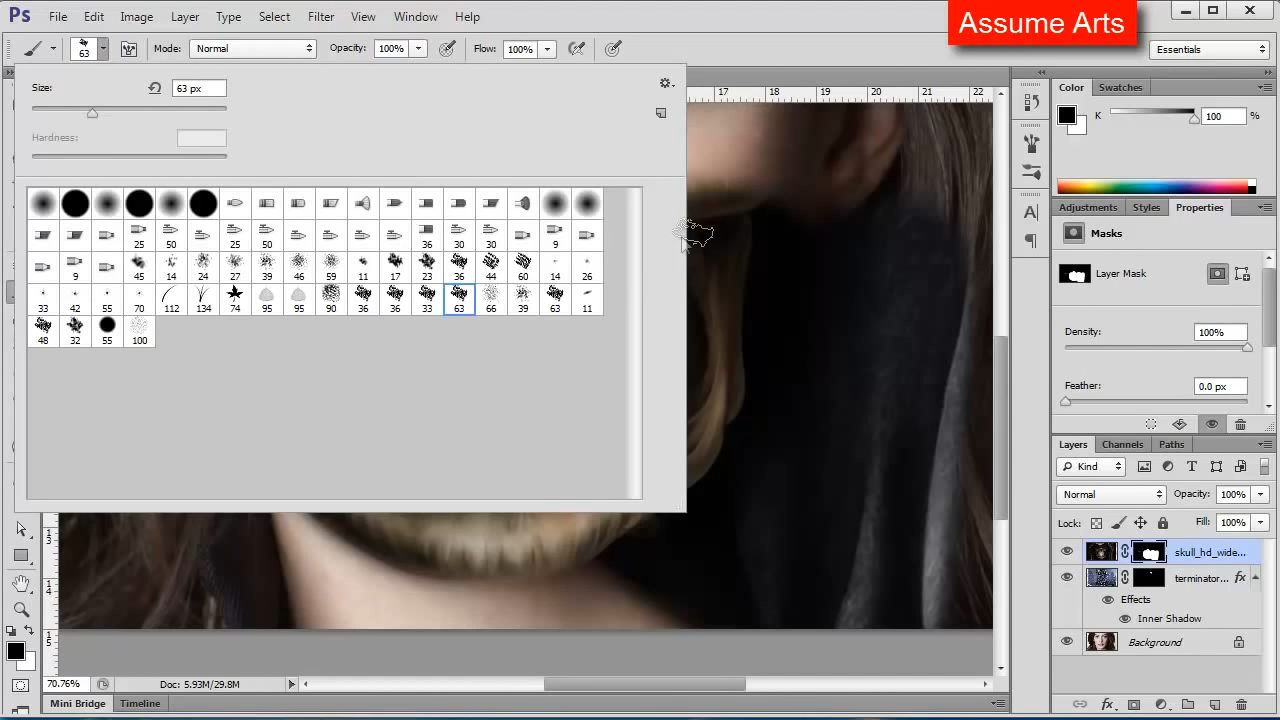 Ps File Edit Image Layer Type Select Filter View Window Help
Assume Arts
63 Mode: Normal Opacity: 100% Flow: 100% Essentials
Size: 63 px
Hardness:
25 50 25 50 36 30 30 9
9 45 14 24 27 39 46 59 11 17 23 36 44 60 14 26
33 42 55 70 112 134 74 95 95 90 36 36 33 63 66 39 63 11
48 32 55 100
17 18 19 20 21 22
Color Swatches
K 100 %
Adjustments Styles Properties
Masks
Layer Mask
Density: 100%
Feather: 0.0 px
Layers Channels Paths
Kind
Normal Opacity: 100%
Lock: Fill: 100%
skull_hd_wide...
terminator... fx
Effects
Inner Shadow
Background
13
14
15
70.76% Doc: 5.93M/29.8M
Mini Bridge Timeline
fx